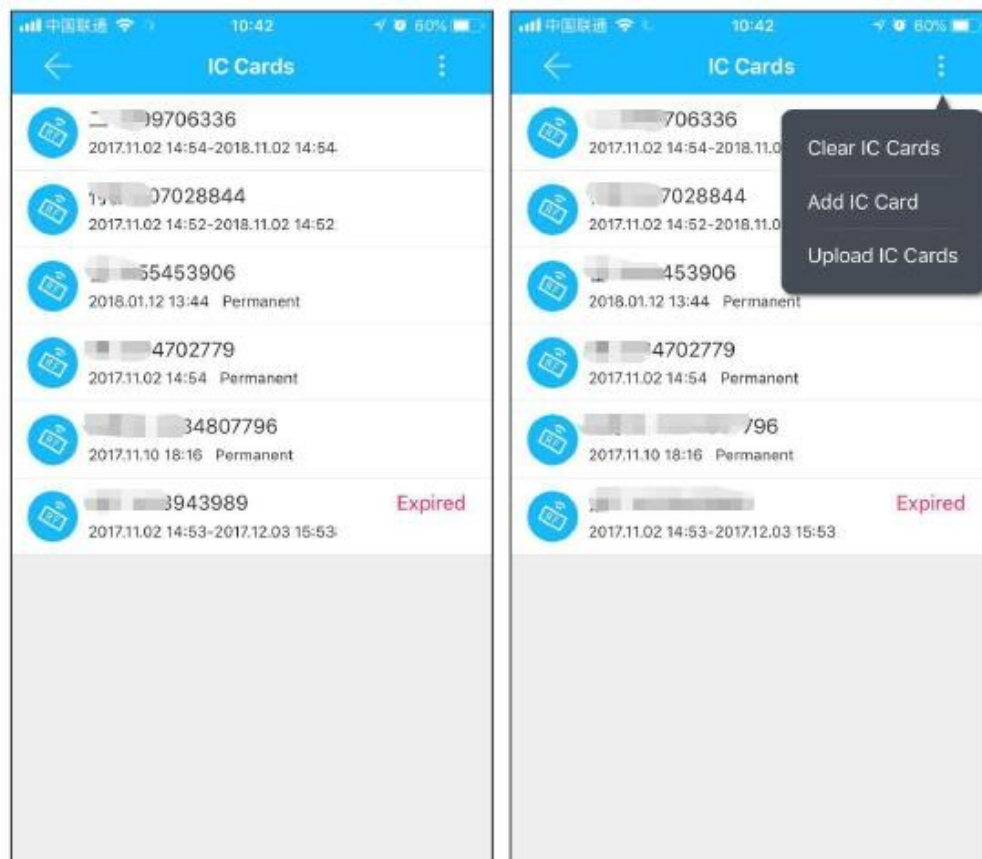 中国联通 10:42 60%
IC Cards
09706336
2017.11.02 14:54-2018.11.02 14:54
07028844
2017.11.02 14:52-2018.11.02 14:52
55453906
2018.01.12 13:44 Permanent
4702779
2017.11.02 14:54 Permanent
34807796
2017.11.10 18:16 Permanent
3943989 Expired
2017.11.02 14:53-2017.12.03 15:53
中国联通 10:42 60%
IC Cards
706336
2017.11.02 14:54-2018.11.0
7028844
2017.11.02 14:52-2018.11.0
453906
2018.01.12 13:44 Permanent
4702779
2017.11.02 14:54 Permanent
796
2017.11.10 18:16 Permanent
Expired
2017.11.02 14:53-2017.12.03 15:53
Clear IC Cards
Add IC Card
Upload IC Cards